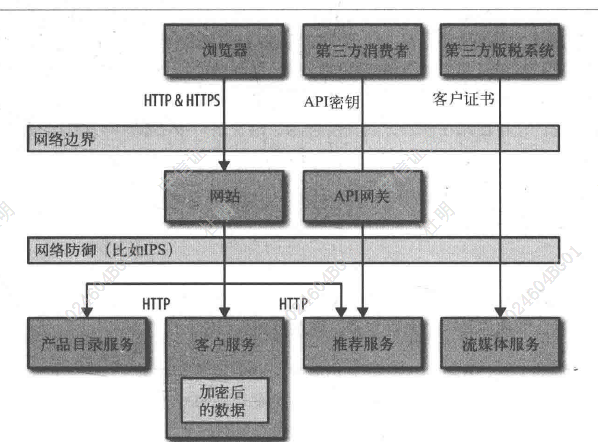 浏览器
第三方消费者
第三方版税系统
HTTP & HTTPS
API密钥
客户证书
网络边界
网站
API网关
网络防御（比如IPS）
HTTP
HTTP
产品目录服务
客户服务
推荐服务
流媒体服务
加密后
的数据